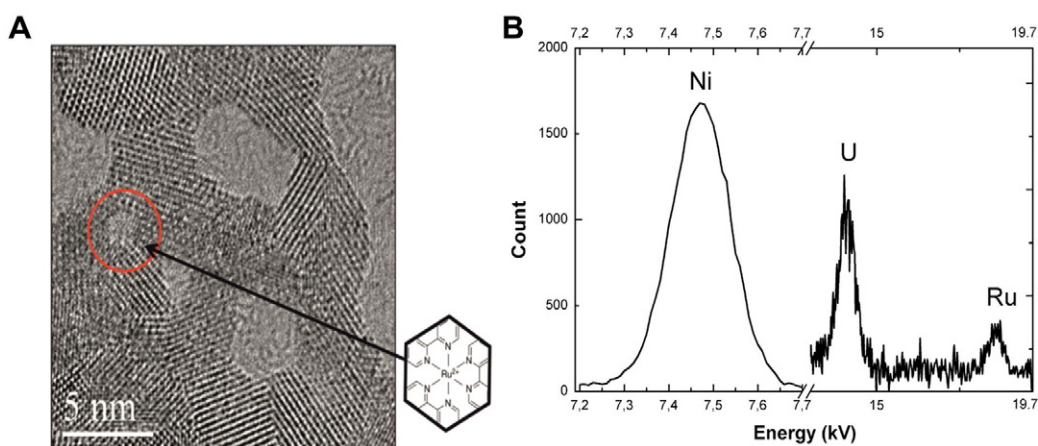 A
5 nm
N
N
N
Ru2+
N
N
N
B
7,2 7,3 7,4 7,5 7,6 7,7 15 19.7
2000
1500
1000
500
0
Count
Ni
U
Ru
7,2 7,3 7,4 7,5 7,6 7,7 15 19.7
Energy (kV)